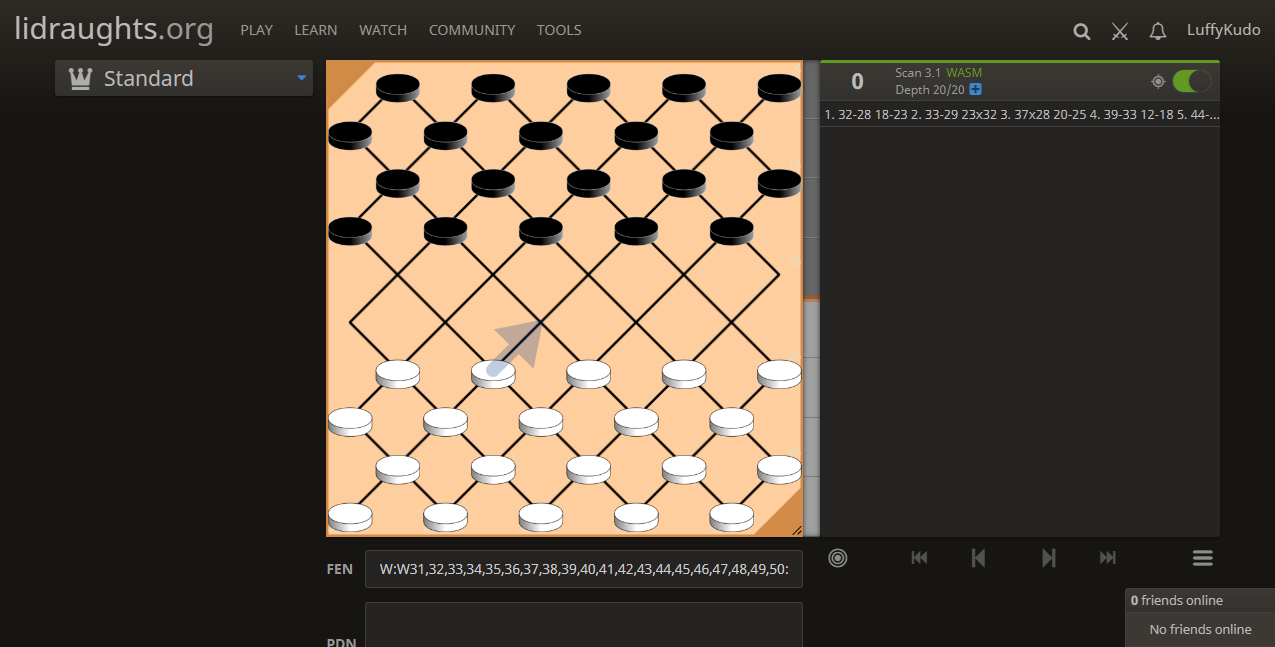 lidraughts.org PLAY LEARN WATCH COMMUNITY TOOLS LuffyKudo
Standard
0
Scan 3.1 WASM
Depth 20/20
1. 32-28 18-23 2. 33-29 23x32 3. 37x28 20-25 4. 39-33 12-18 5. 44-...
25
FEN W:W31,32,33,34,35,36,37,38,39,40,41,42,43,44,45,46,47,48,49,50:
PDN
0 friends online
No friends online